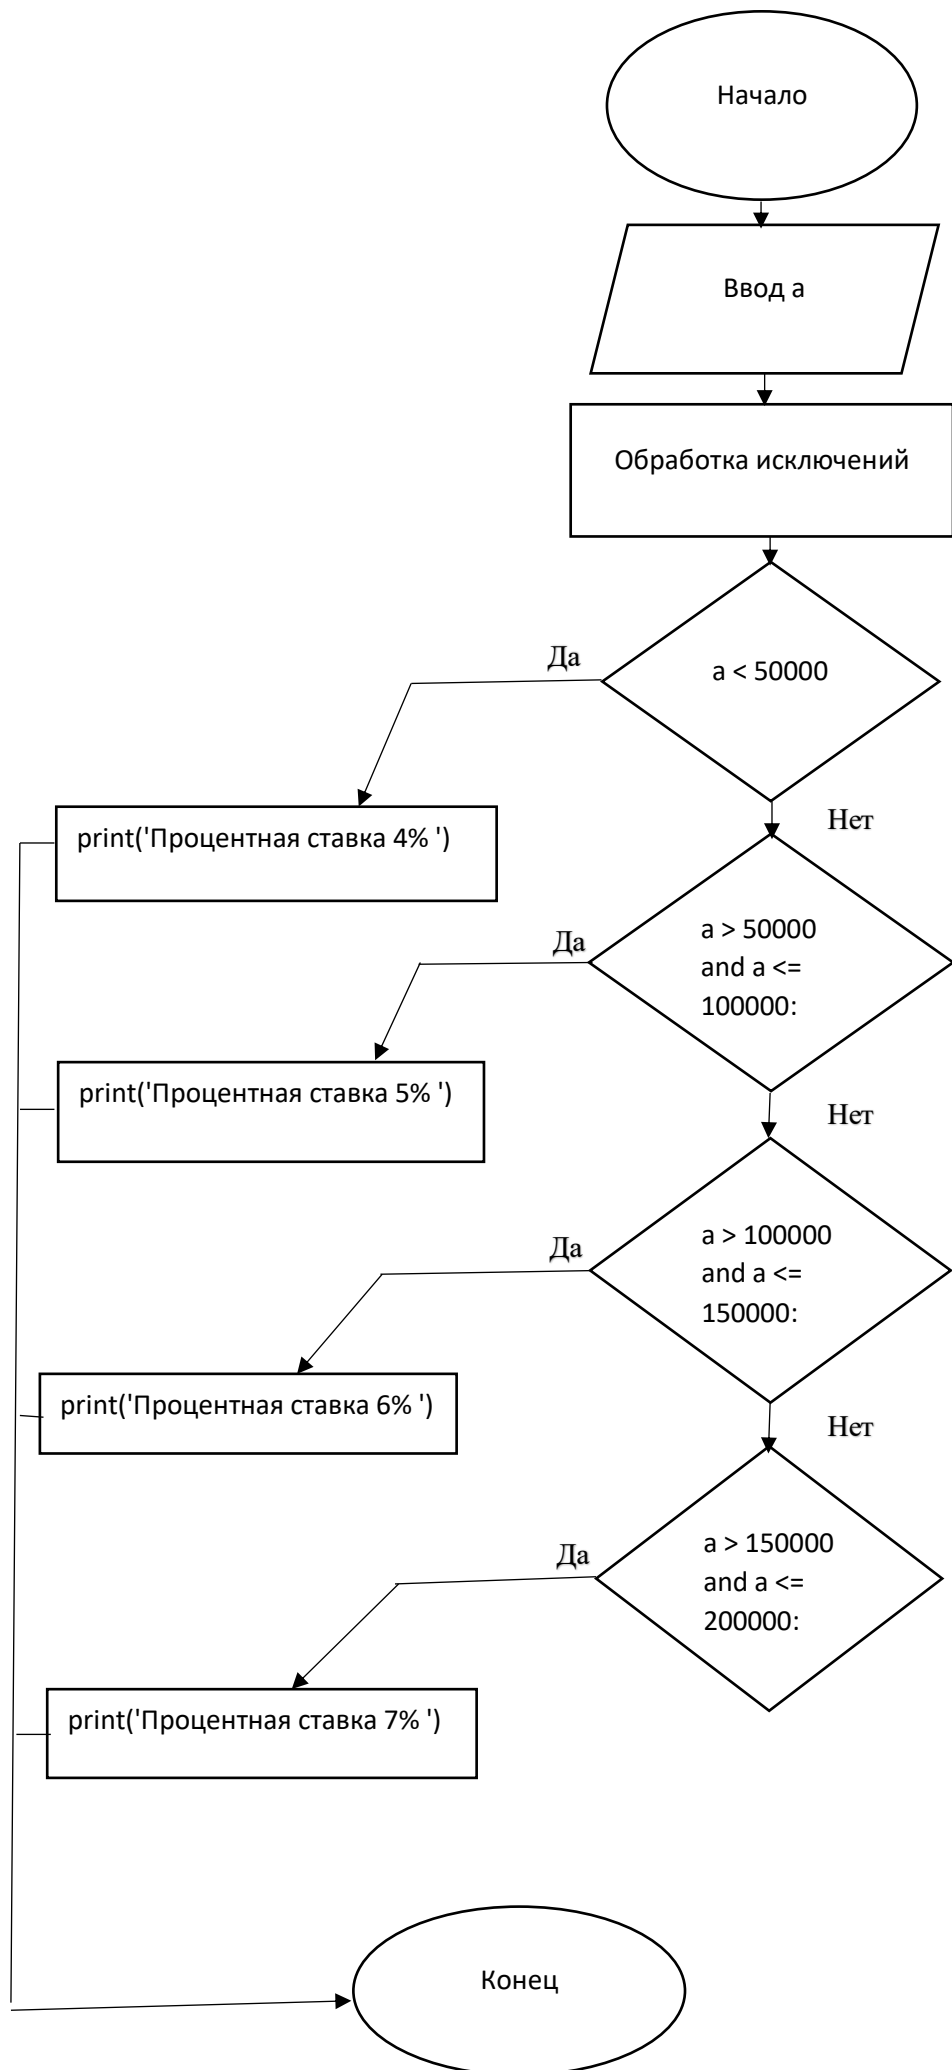 Начало
Ввод a
Обработка исключений
Да
a < 50000
Нет
print('Процентная ставка 4% ')
Да
a > 50000
and a <=
100000:
print('Процентная ставка 5% ')
Нет
Да
a > 100000
and a <=
150000:
print('Процентная ставка 6% ')
Нет
Да
a > 150000
and a <=
200000:
print('Процентная ставка 7% ')
Конец